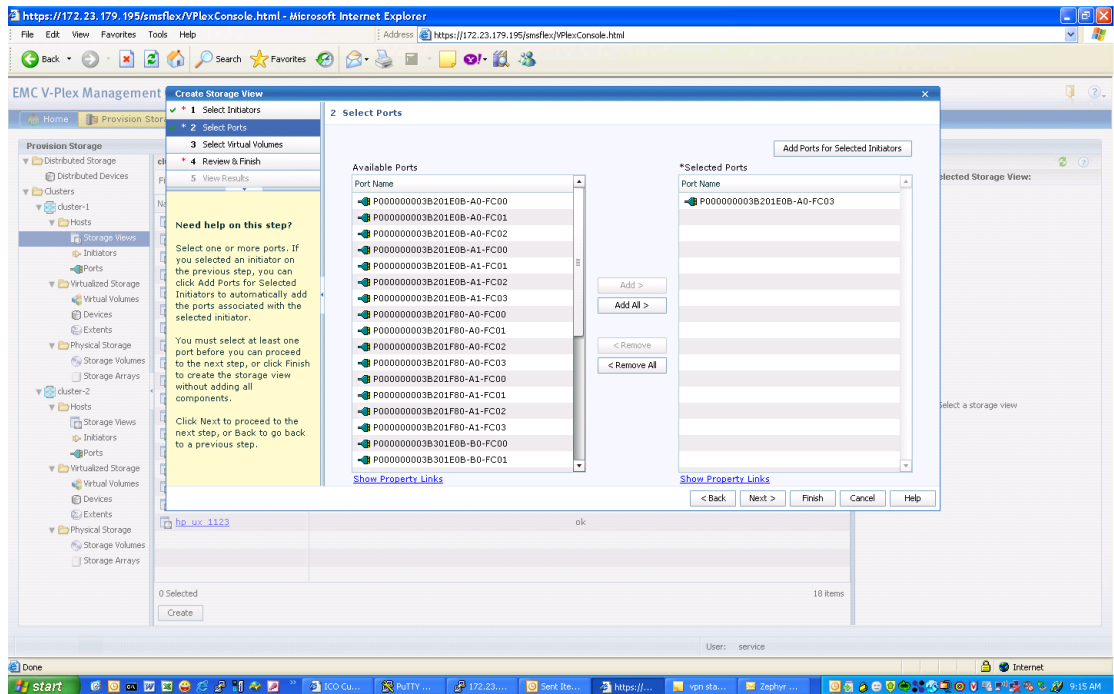 https://172.23.179.195/smsflex/VPlexConsole.html - Microsoft Internet Explorer
File Edit View Favorites Tools Help
Address https://172.23.179.195/smsflex/VPlexConsole.html
Back Search Favorites
EMC V-Plex Management
Home Provision Stor
Provision Storage
Distributed Storage
Distributed Devices
Clusters
cluster-1
Hosts
Storage Views
Initiators
Ports
Virtualized Storage
Virtual Volumes
Devices
Extents
Physical Storage
Storage Volumes
Storage Arrays
cluster-2
Hosts
Storage Views
Initiators
Ports
Virtualized Storage
Virtual Volumes
Devices
Extents
Physical Storage
Storage Volumes
Storage Arrays
Create Storage View
* 1 Select Initiators
* 2 Select Ports
3 Select Virtual Volumes
* 4 Review & Finish
5 View Results
Need help on this step?
Select one or more ports. If
you selected an initiator on
the previous step, you can
click Add Ports for Selected
Initiators to automatically add
the ports associated with the
selected initiator.
You must select at least one
port before you can proceed
to the next step, or click Finish
to create the storage view
without adding all
components.
Click Next to proceed to the
next step, or Back to go back
to a previous step.
2 Select Ports
Add Ports for Selected Initiators
Available Ports
Port Name
P000000003B201E0B-A0-FC00
P000000003B201E0B-A0-FC01
P000000003B201E0B-A0-FC02
P000000003B201E0B-A1-FC00
P000000003B201E0B-A1-FC01
P000000003B201E0B-A1-FC02
P000000003B201E0B-A1-FC03
P000000003B201F80-A0-FC00
P000000003B201F80-A0-FC01
P000000003B201F80-A0-FC02
P000000003B201F80-A0-FC03
P000000003B201F80-A1-FC00
P000000003B201F80-A1-FC01
P000000003B201F80-A1-FC02
P000000003B201F80-A1-FC03
P000000003B301E0B-B0-FC00
P000000003B301E0B-B0-FC01
Show Property Links
Add >
Add All >
< Remove
< Remove All
*Selected Ports
Port Name
P000000003B201E0B-A0-FC03
Show Property Links
< Back Next > Finish Cancel Help
elected Storage View:
elect a storage view
hp_ux_1123 ok
0 Selected 18 items
Create
User: service
Done Internet
start ICO Cu... PuTTY ... 172.23.... Sent Ite... https://... vpn sta... Zephyr ... 9:15 AM